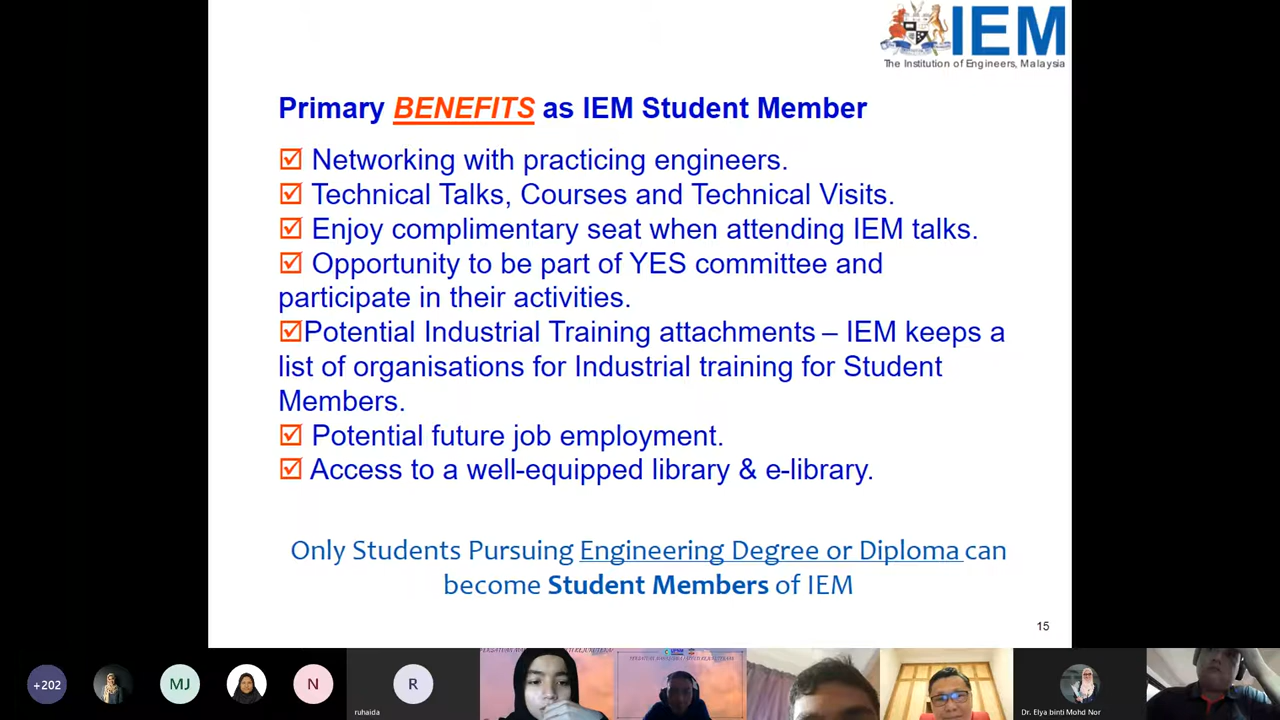 IEM
The Institution of Engineers, Malaysia
Primary BENEFITS as IEM Student Member
☑ Networking with practicing engineers.
☑ Technical Talks, Courses and Technical Visits.
☑ Enjoy complimentary seat when attending IEM talks.
☑ Opportunity to be part of YES committee and
participate in their activities.
☑Potential Industrial Training attachments – IEM keeps a
list of organisations for Industrial training for Student
Members.
☑ Potential future job employment.
☑ Access to a well-equipped library & e-library.
Only Students Pursuing Engineering Degree or Diploma can
become Student Members of IEM
15
+202
MJ
N
R
ruhaida
Dr. Elya binti Mohd Nor